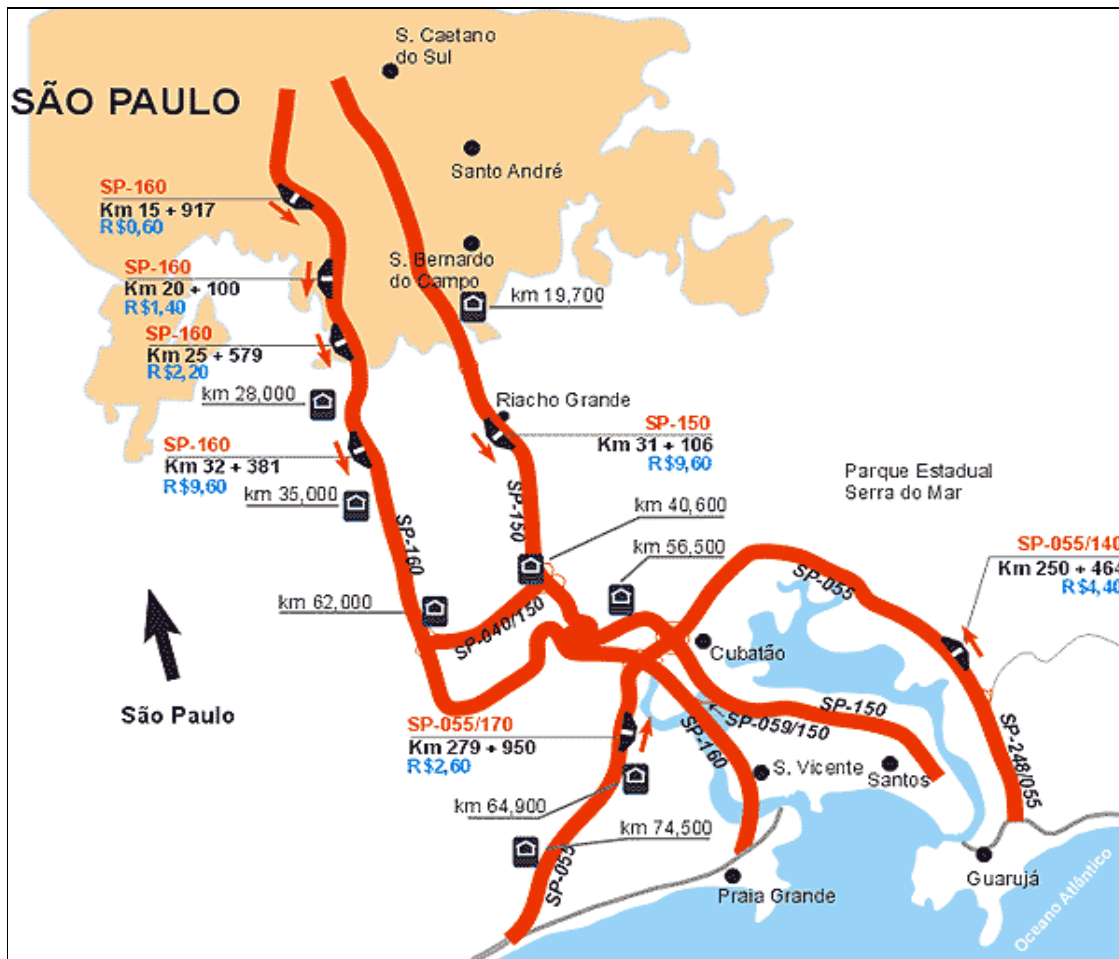 S. Caetano
do Sul
SÃO PAULO
Santo André
SP-160
Km 15 + 917
R$0,60
S. Bernardo
do Campo
SP-160
Km 20 + 100
R$1,40
km 19,700
SP-160
Km 25 + 579
R$2,20
km 28,000
Riacho Grande
SP-150
Km 31 + 106
R$9,60
SP-160
Km 32 + 381
R$9,60
km 35,000
Parque Estadual
Serra do Mar
SP-150
SP-160
km 40,600
km 56,500
SP-055/140
Km 250 + 464
R$4,40
SP-055
km 62,000
SP-040/150
Cubatão
São Paulo
SP-055/170
Km 279 + 950
R$2,60
SP-160
SP-059/150
SP-150
SP-248/055
S. Vicente
Santos
km 64,900
km 74,500
SP-055
Praia Grande
Guarujá
Oceano Atlântico